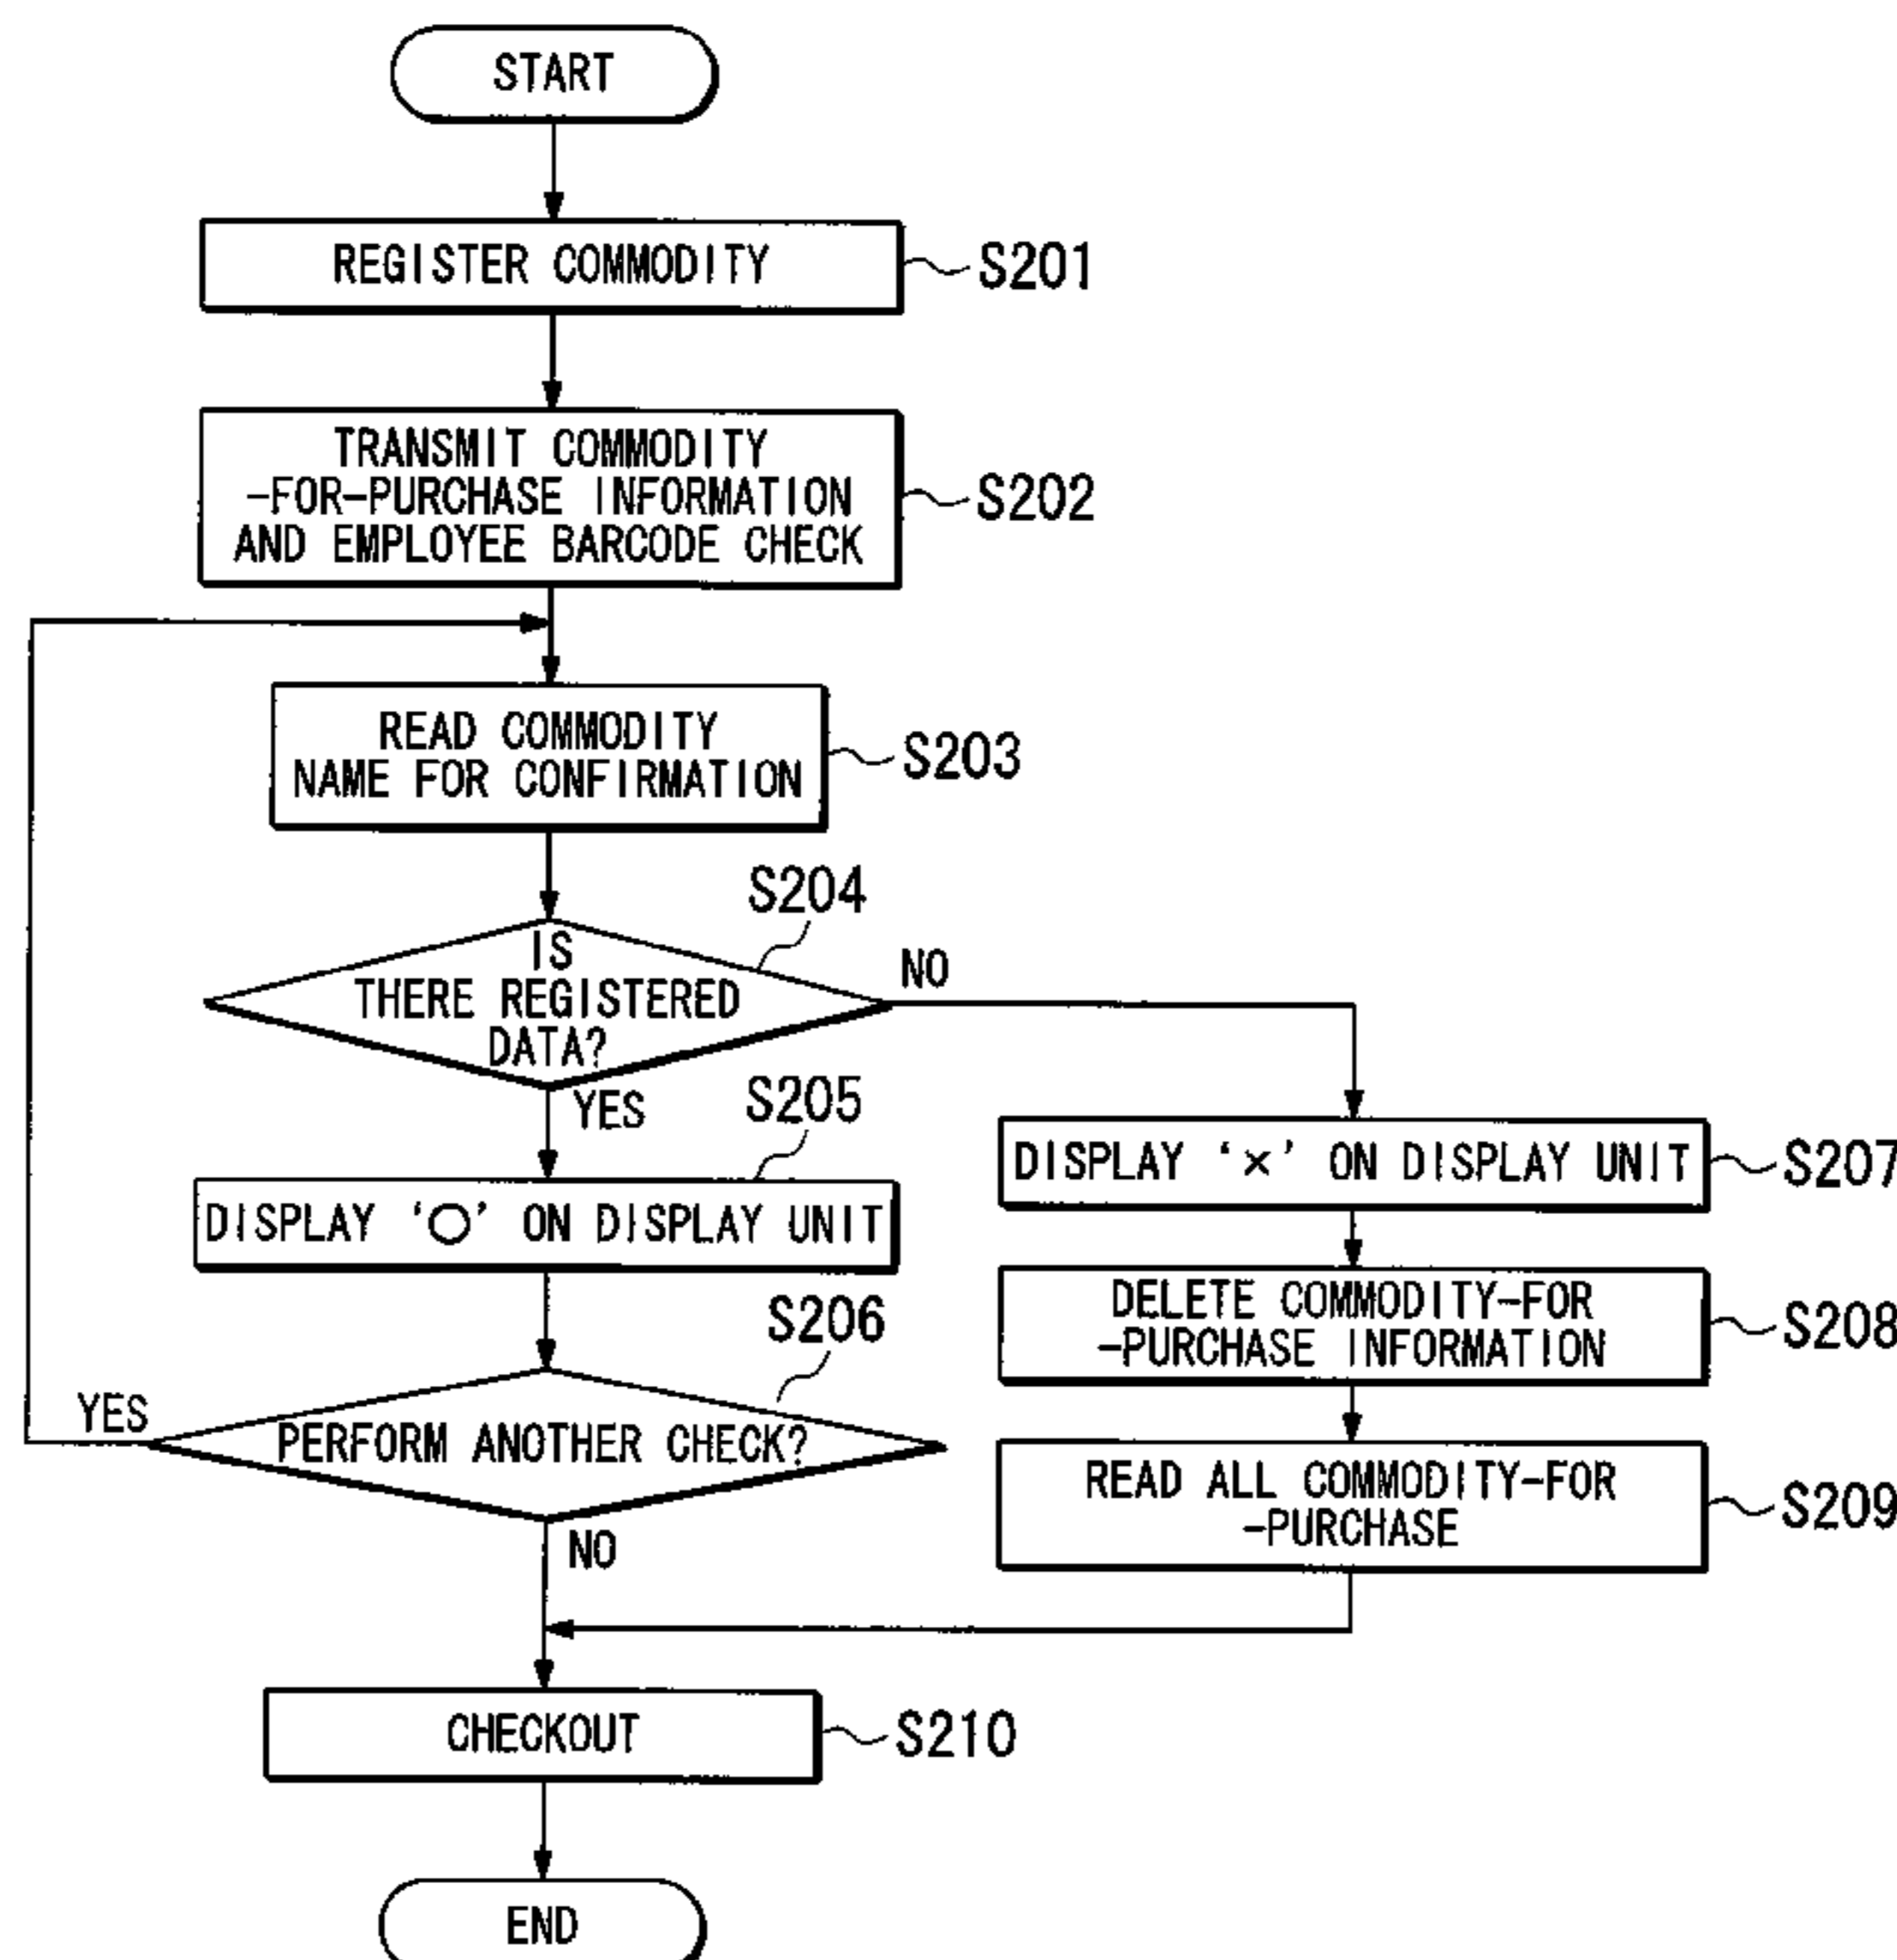 START
REGISTER COMMODITY
S201
TRANSMIT COMMODITY
-FOR-PURCHASE INFORMATION
AND EMPLOYEE BARCODE CHECK
S202
READ COMMODITY
NAME FOR CONFIRMATION
S203
S204
IS
THERE REGISTERED
DATA?
NO
YES
S205
DISPLAY ‘○’ ON DISPLAY UNIT
S206
PERFORM ANOTHER CHECK?
YES
NO
DISPLAY ‘×’ ON DISPLAY UNIT
S207
DELETE COMMODITY-FOR
-PURCHASE INFORMATION
S208
READ ALL COMMODITY-FOR
-PURCHASE
S209
CHECKOUT
S210
END